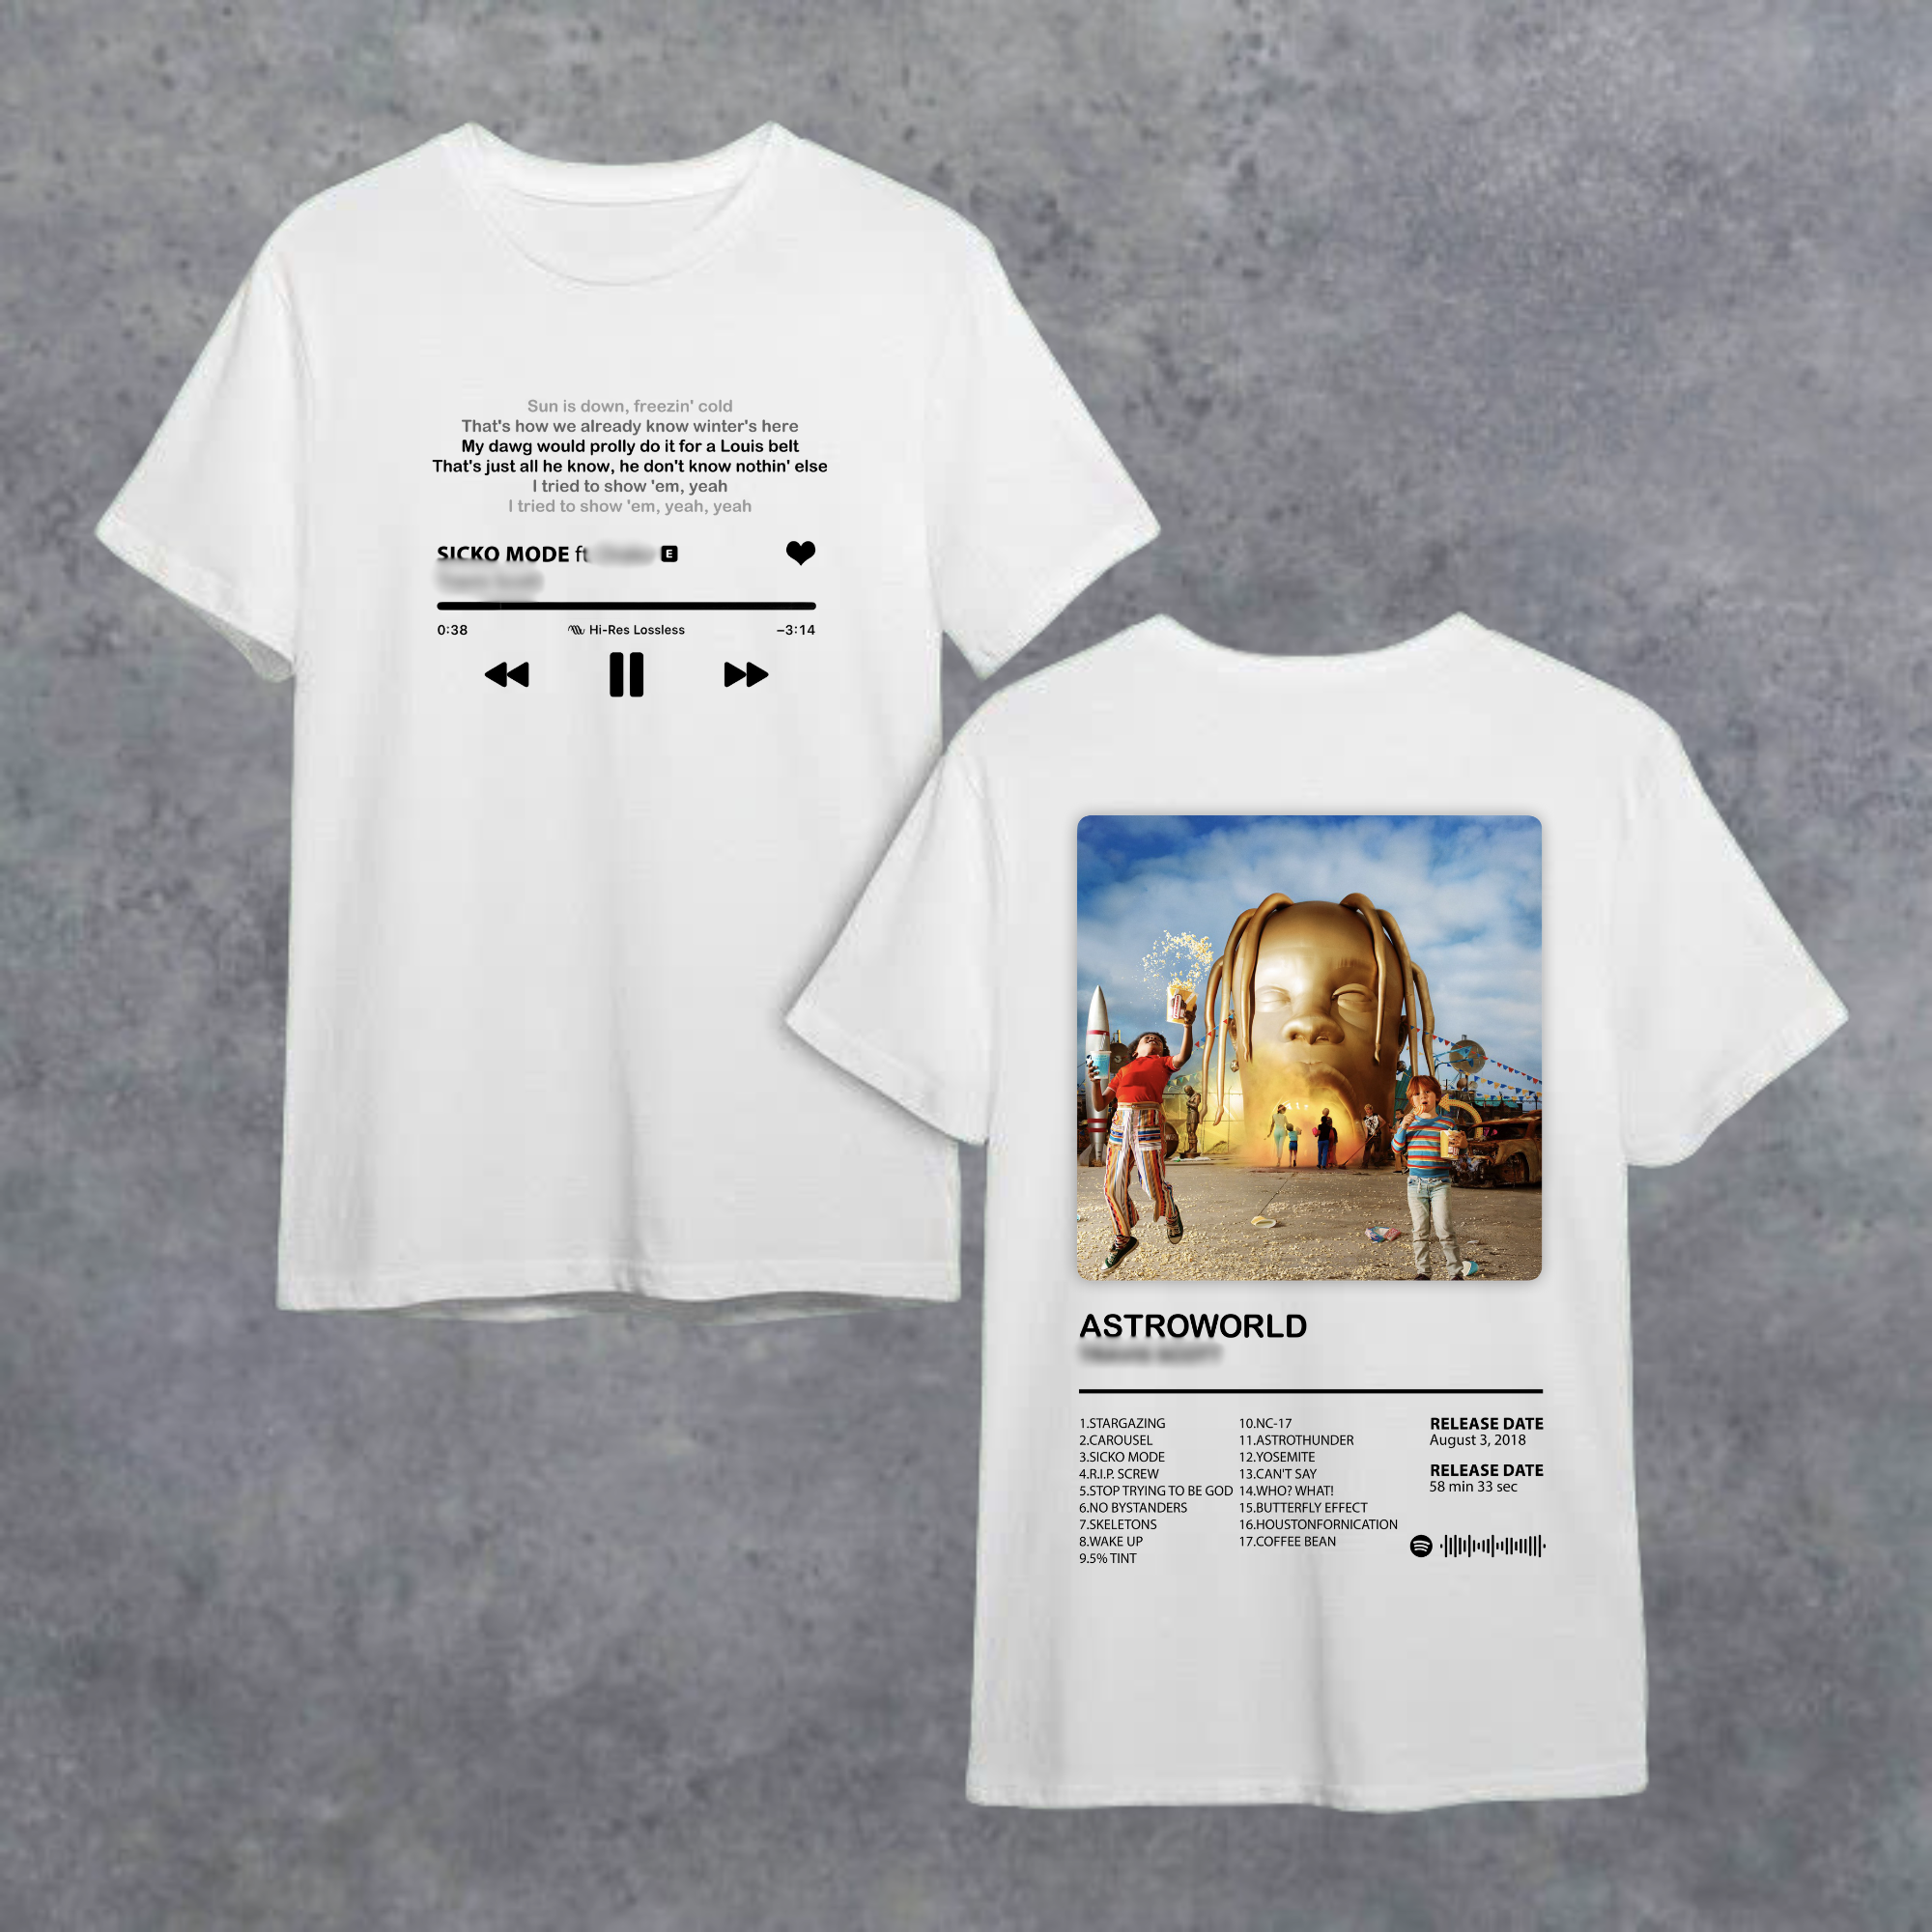 Sun is down, freezin' cold
That's how we already know winter's here
My dawg would prolly do it for a Louis belt
That's just all he know, he don't know nothin' else
I tried to show 'em, yeah
I tried to show 'em, yeah, yeah
SICKO MODE ft E
0:38 Hi-Res Lossless –3:14
ASTROWORLD
1.STARGAZING
2.CAROUSEL
3.SICKO MODE
4.R.I.P. SCREW
5.STOP TRYING TO BE GOD
6.NO BYSTANDERS
7.SKELETONS
8.WAKE UP
9.5% TINT
10.NC-17
11.ASTROTHUNDER
12.YOSEMITE
13.CAN'T SAY
14.WHO? WHAT!
15.BUTTERFLY EFFECT
16.HOUSTONFORNICATION
17.COFFEE BEAN
RELEASE DATE
August 3, 2018
RELEASE DATE
58 min 33 sec